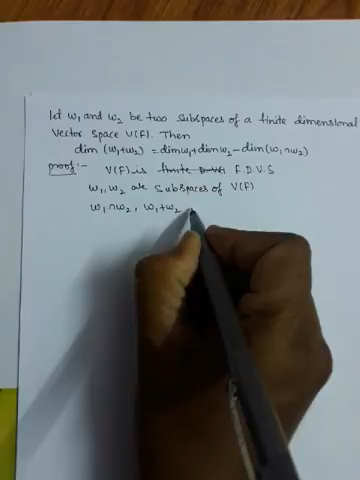 Let W₁ and W₂ be two subspaces of a finite dimensional
Vector Space V(F). Then
dim (W₁+W₂) = dimW₁+dimW₂-dim(W₁∩W₂)
proof:- V(F) is finite D.V.S F.D.V.S
W₁, W₂ are Subspaces of V(F)
W₁∩W₂, W₁+W₂